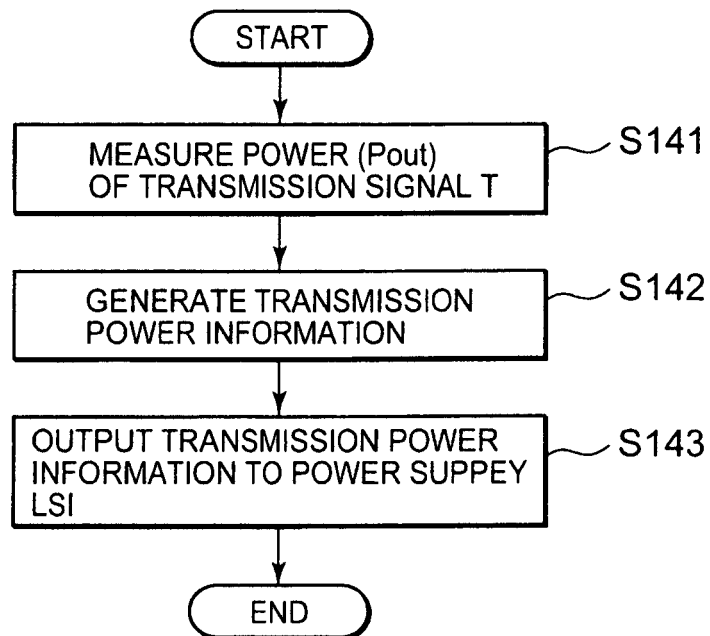 START
MEASURE POWER (Pout)
OF TRANSMISSION SIGNAL T
S141
GENERATE TRANSMISSION
POWER INFORMATION
S142
OUTPUT TRANSMISSION POWER
INFORMATION TO POWER SUPPEY
LSI
S143
END